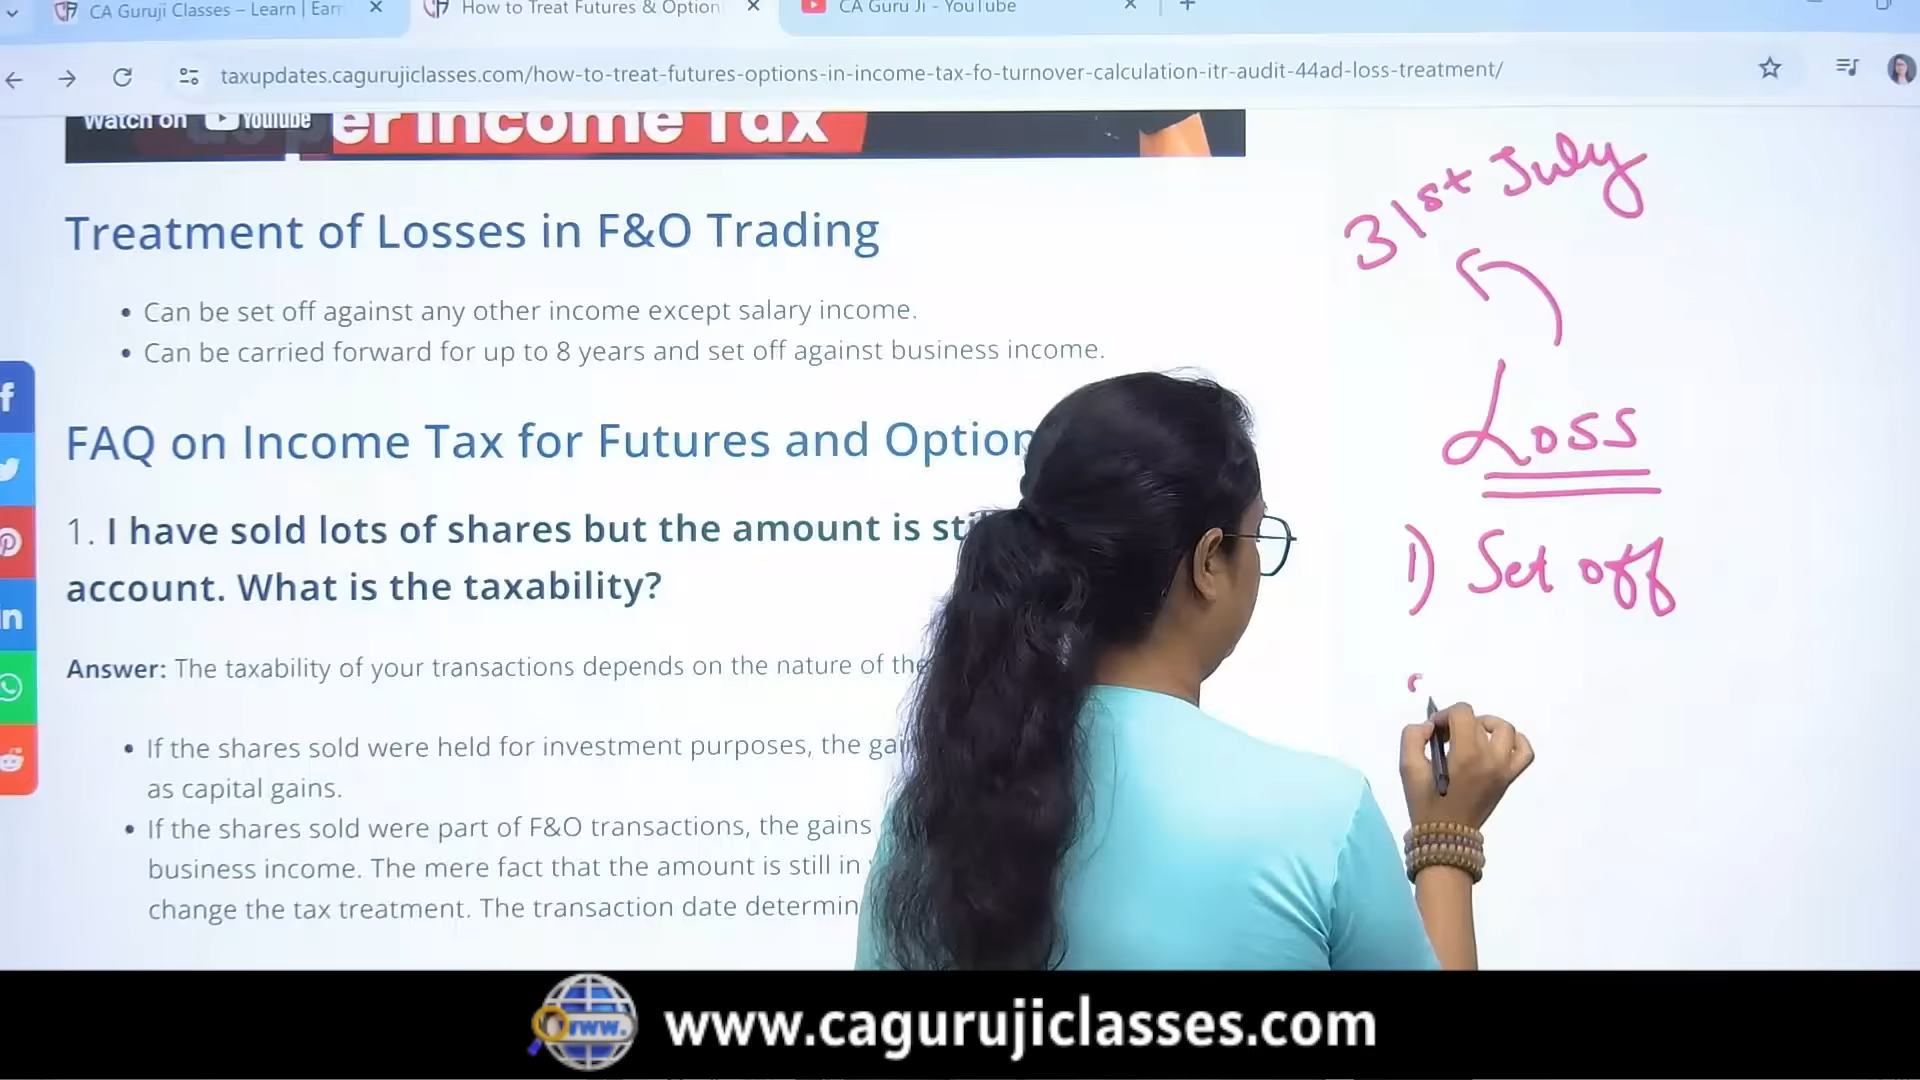 CA Guruji Classes – Learn | Earn
How to Treat Futures & Option
CA Guru Ji - YouTube
taxupdates.cagurujiclasses.com/how-to-treat-futures-options-in-income-tax-fo-turnover-calculation-itr-audit-44ad-loss-treatment/
Watch on YouTube
per Income Tax
Treatment of Losses in F&O Trading
• Can be set off against any other income except salary income.
• Can be carried forward for up to 8 years and set off against business income.
FAQ on Income Tax for Futures and Option
1. I have sold lots of shares but the amount is
account. What is the taxability?
Answer: The taxability of your transactions depends on the nature of the
• If the shares sold were held for investment purposes, the
as capital gains.
• If the shares sold were part of F&O transactions, the gains
business income. The mere fact that the amount is still in
change the tax treatment. The transaction date
31st July
Loss
1) Set off
www.
www.cagurujiclasses.com